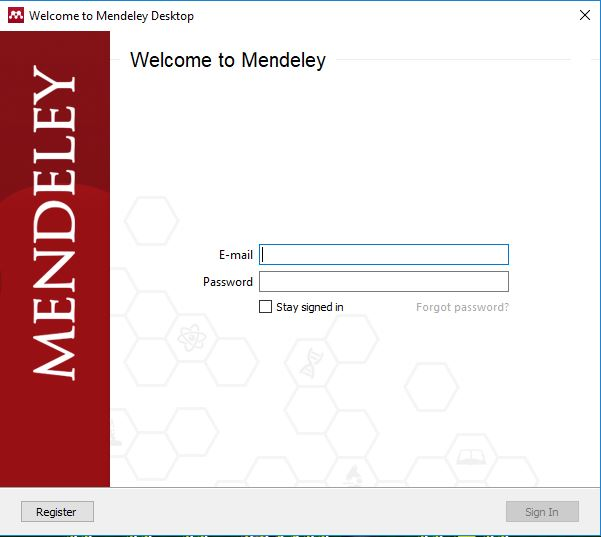 Welcome to Mendeley Desktop
Welcome to Mendeley
MENDELEY
E-mail
Password
Stay signed in
Forgot password?
Register
Sign In